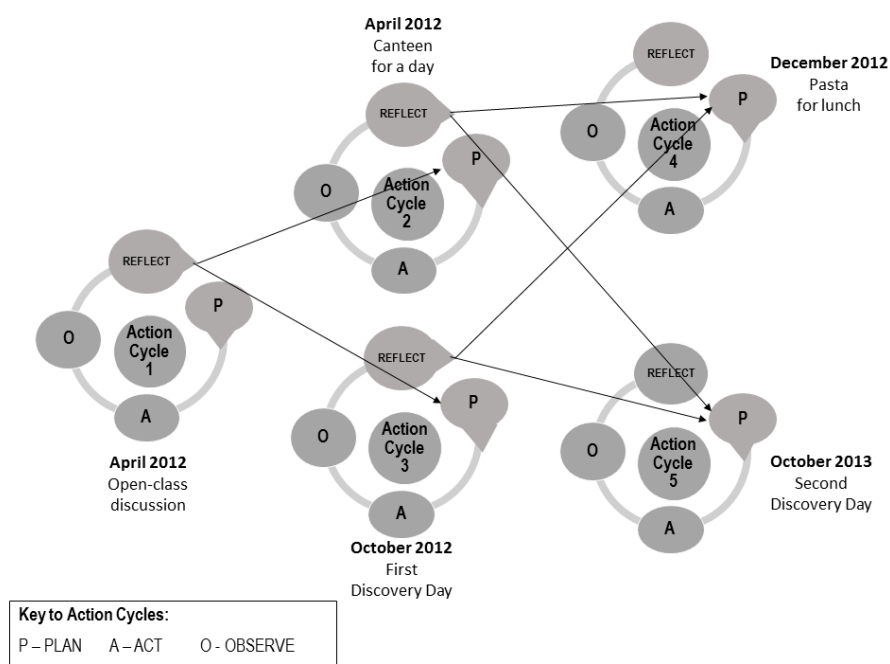 April 2012
Canteen
for a day
REFLECT
P
O
Action
Cycle
2
A
REFLECT
December 2012
Pasta
for lunch
P
O
Action
Cycle
4
A
REFLECT
P
O
Action
Cycle
1
A
April 2012
Open-class
discussion
REFLECT
P
O
Action
Cycle
3
A
October 2012
First
Discovery Day
REFLECT
P
O
Action
Cycle
5
A
October 2013
Second
Discovery Day
Key to Action Cycles:
P – PLAN A – ACT O - OBSERVE